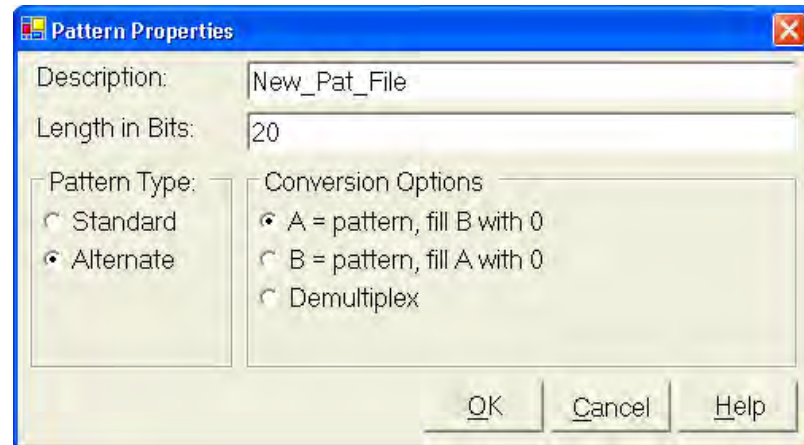 Pattern Properties
Description:
New_Pat_File
Length in Bits:
20
Pattern Type:
Standard
Alternate
Conversion Options
A = pattern, fill B with 0
B = pattern, fill A with 0
Demultiplex
OK
Cancel
Help